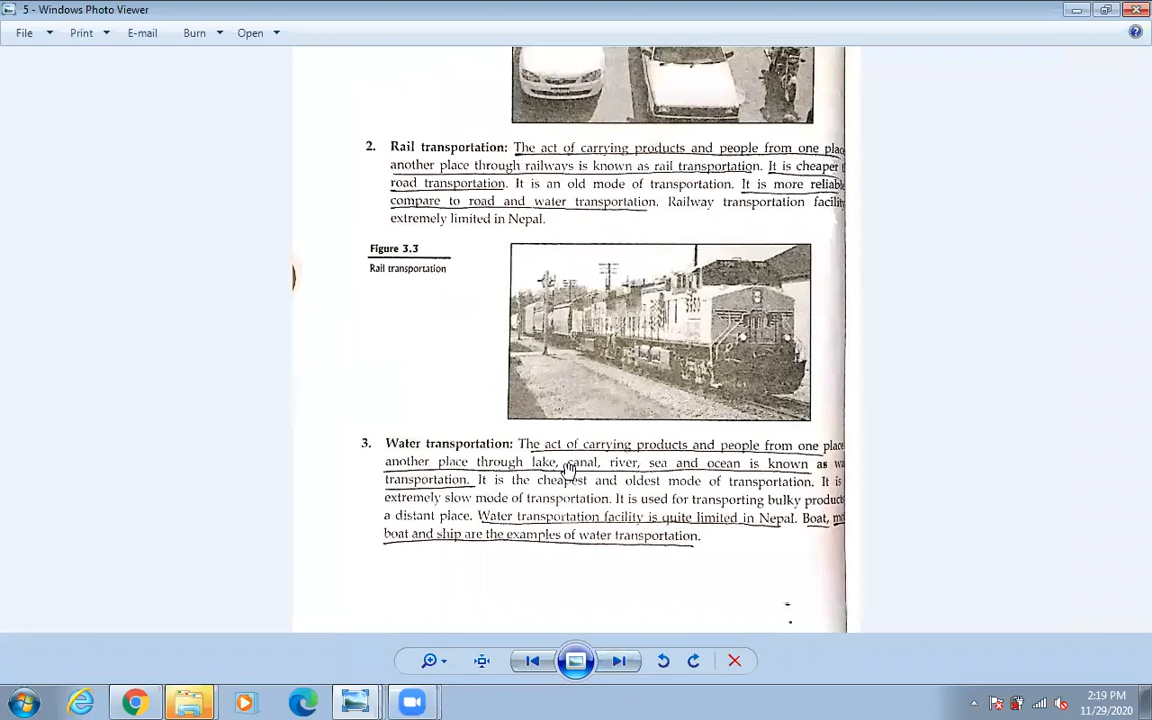 5 - Windows Photo Viewer
File Print E-mail Burn Open
2. Rail transportation: The act of carrying products and people from one place
another place through railways is known as rail transportation. It is cheaper
road transportation. It is an old mode of transportation. It is more reliable
compare to road and water transportation. Railway transportation facility
extremely limited in Nepal.
Figure 3.3
Rail transportation
3. Water transportation: The act of carrying products and people from one place
another place through lake, canal, river, sea and ocean is known as
transportation. It is the cheapest and oldest mode of transportation. It is
extremely slow mode of transportation. It is used for transporting bulky products
a distant place. Water transportation facility is quite limited in Nepal. Boat,
boat and ship are the examples of water transportation.
2:19 PM
11/29/2020